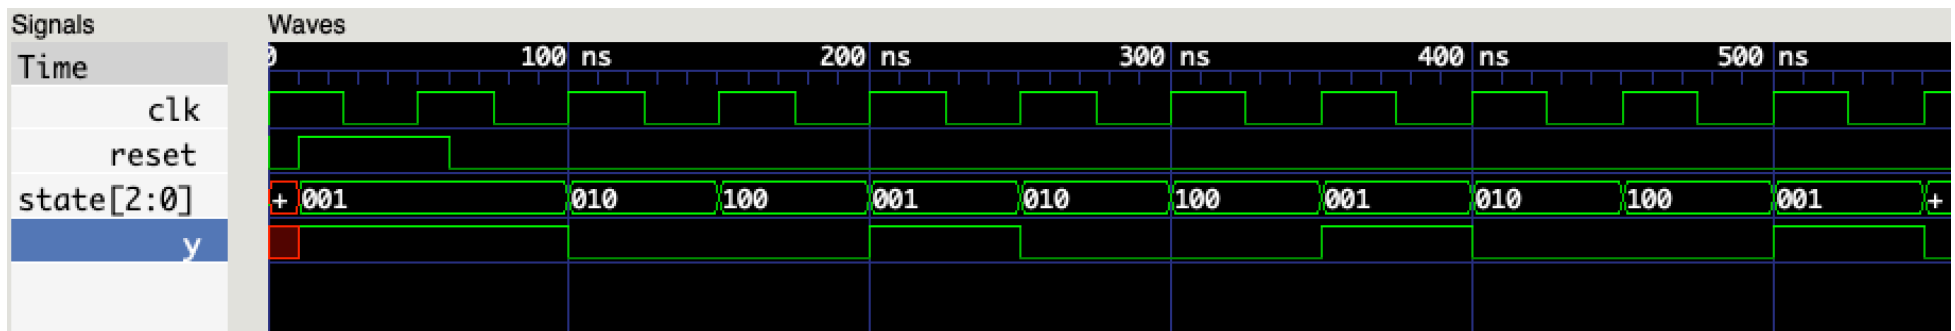 Signals Waves
Time 0 100 ns 200 ns 300 ns 400 ns 500 ns
clk
reset
state[2:0] + 001 010 100 001 010 100 001 010 100 001 +
y